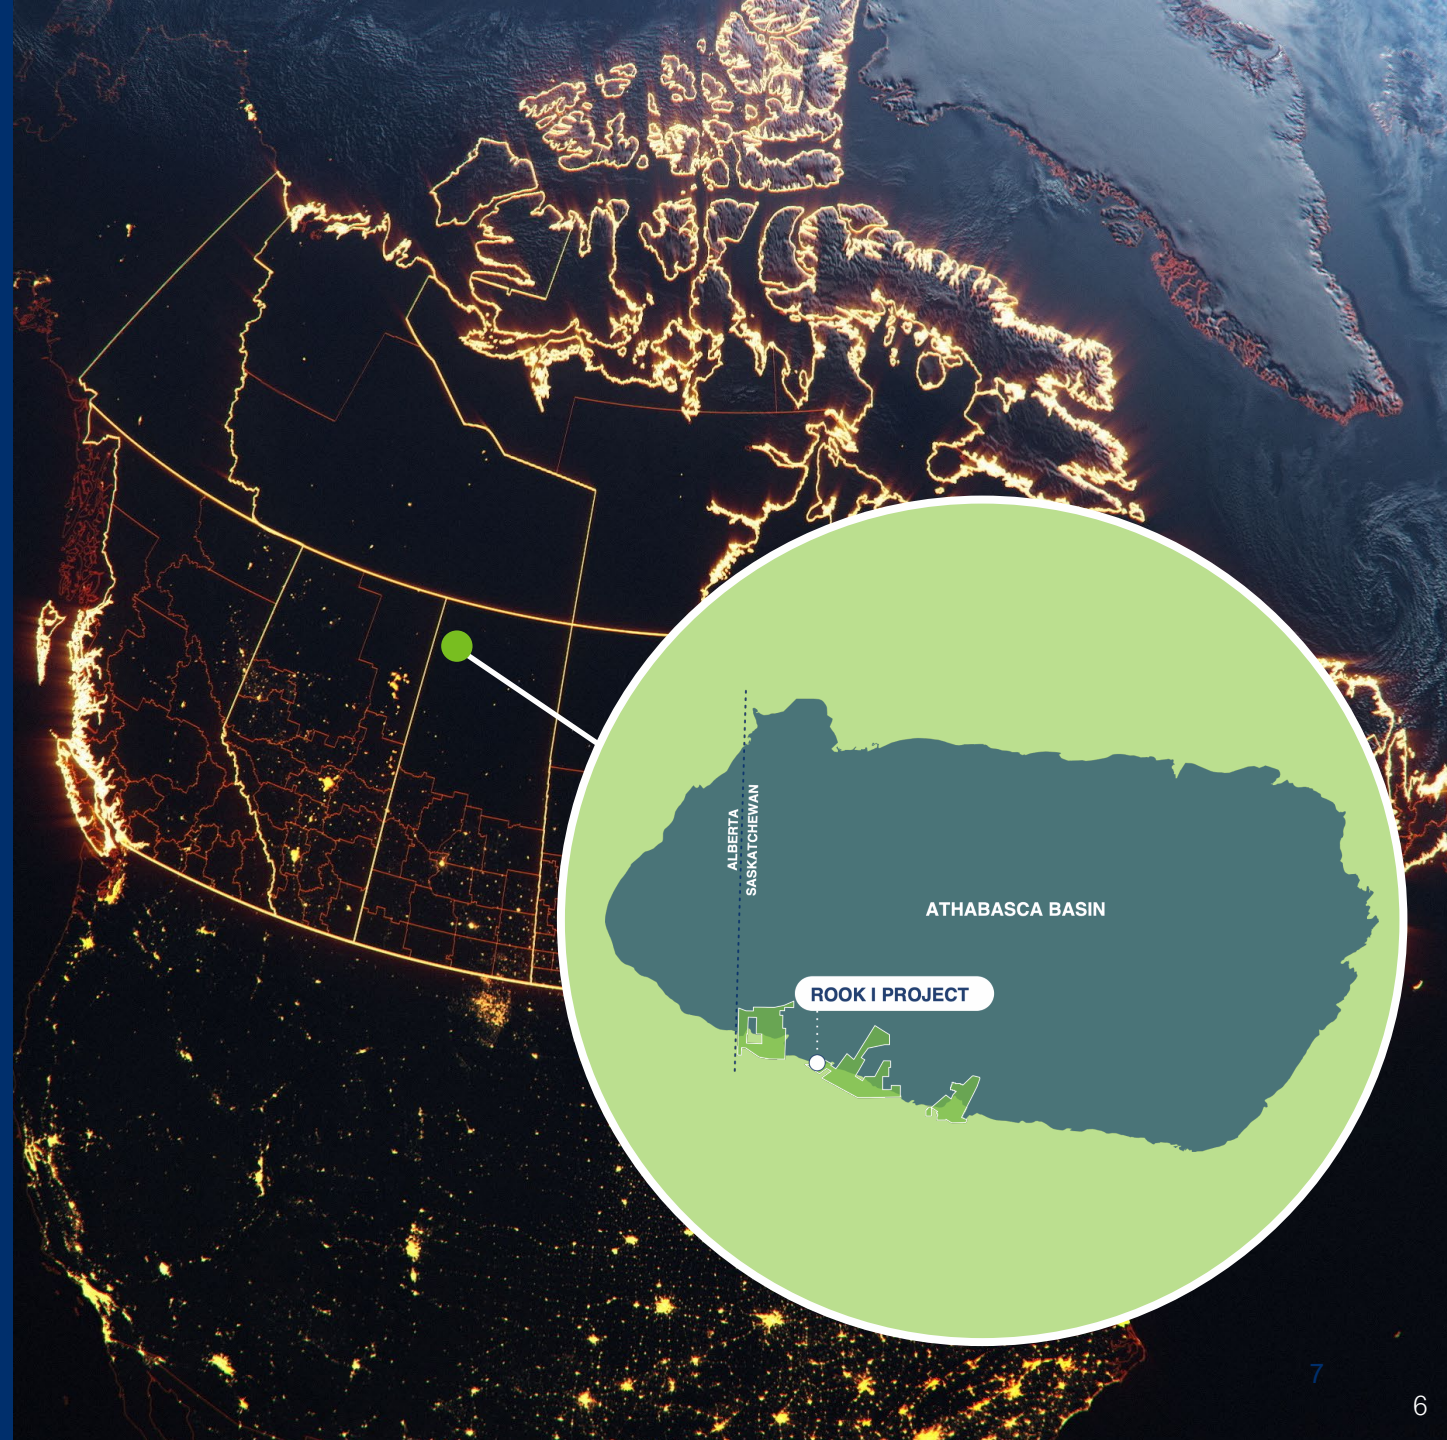 ALBERTA
SASKATCHEWAN
ATHABASCA BASIN
ROOK I PROJECT
7
6